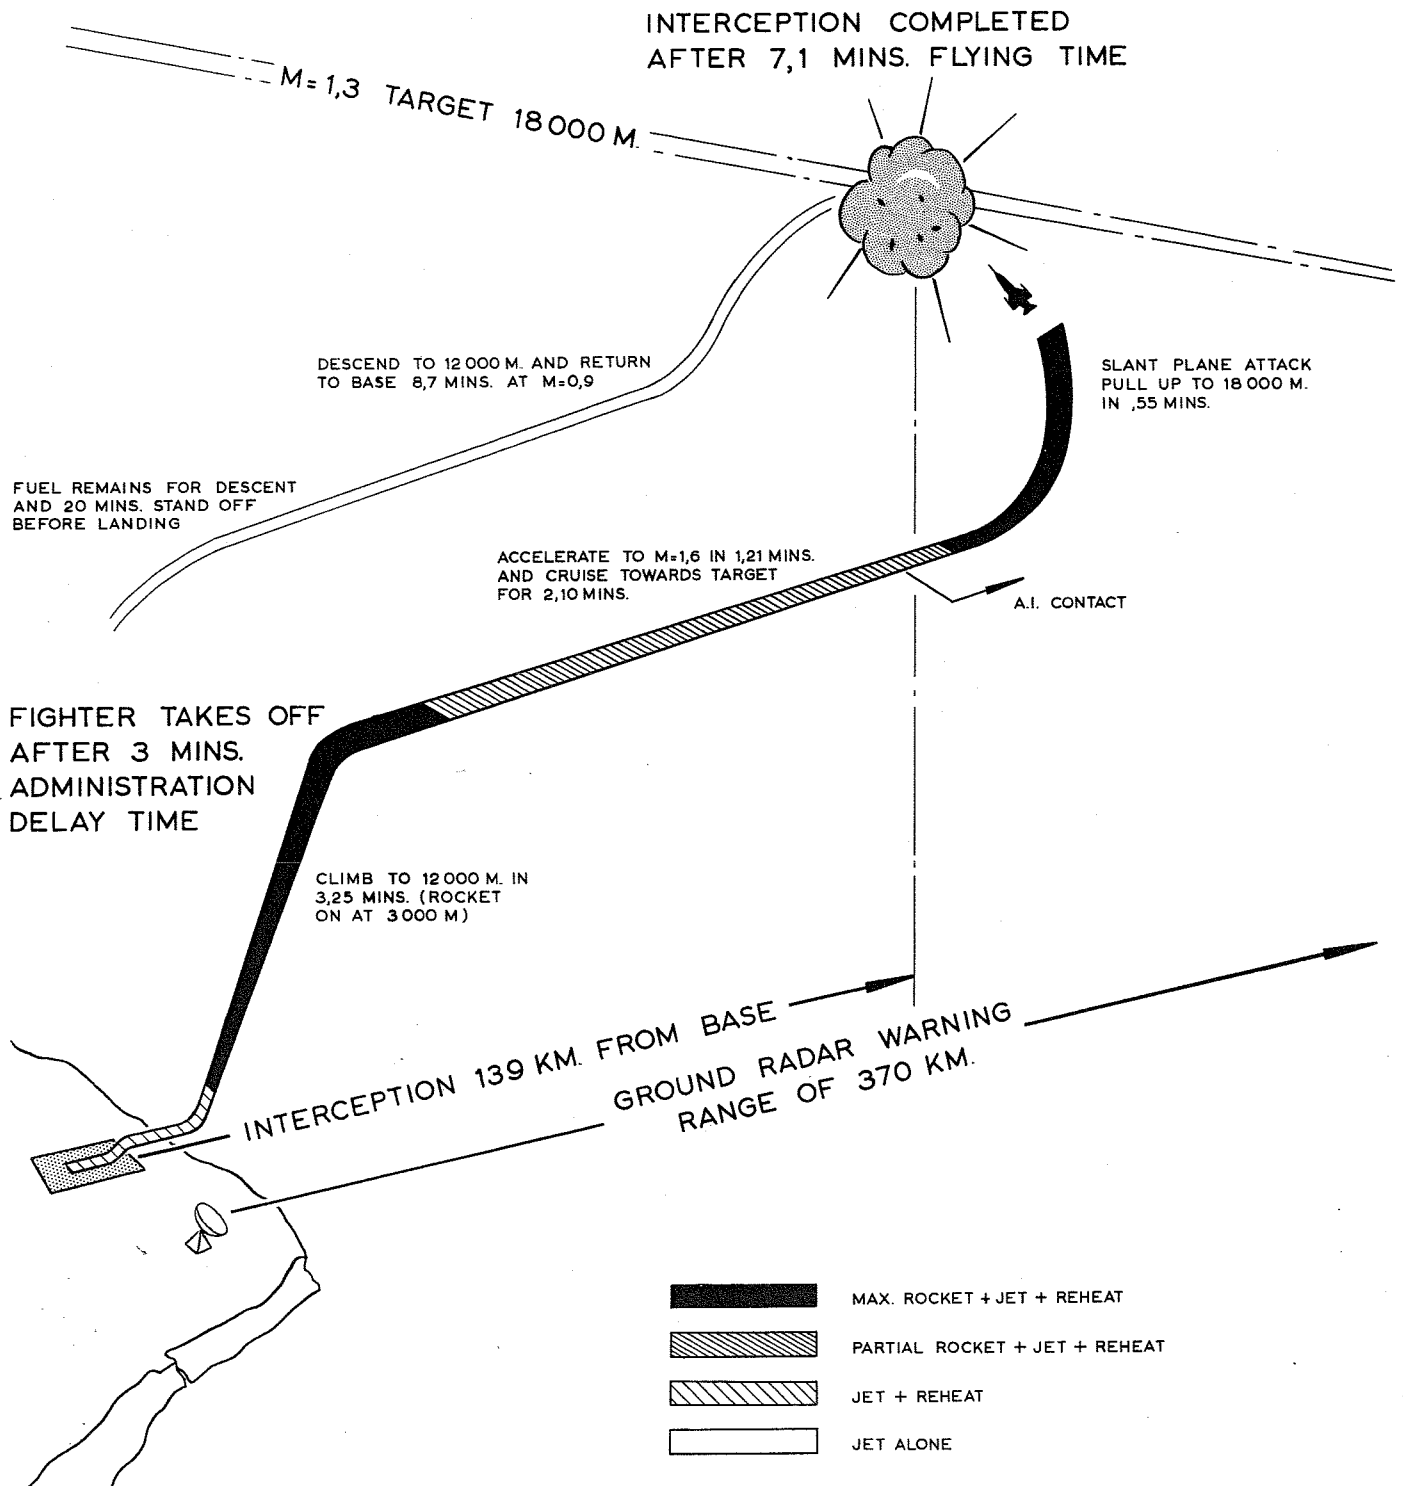 INTERCEPTION COMPLETED
AFTER 7,1 MINS. FLYING TIME
M=1,3 TARGET 18 000 M.
DESCEND TO 12 000 M. AND RETURN
TO BASE 8,7 MINS. AT M=0,9
SLANT PLANE ATTACK
PULL UP TO 18 000 M.
IN ,55 MINS.
FUEL REMAINS FOR DESCENT
AND 20 MINS. STAND OFF
BEFORE LANDING
ACCELERATE TO M=1,6 IN 1,21 MINS.
AND CRUISE TOWARDS TARGET
FOR 2,10 MINS.
A.I. CONTACT
FIGHTER TAKES OFF
AFTER 3 MINS.
ADMINISTRATION
DELAY TIME
CLIMB TO 12 000 M. IN
3,25 MINS. (ROCKET
ON AT 3 000 M)
INTERCEPTION 139 KM. FROM BASE
GROUND RADAR WARNING
RANGE OF 370 KM.
MAX. ROCKET + JET + REHEAT
PARTIAL ROCKET + JET + REHEAT
JET + REHEAT
JET ALONE